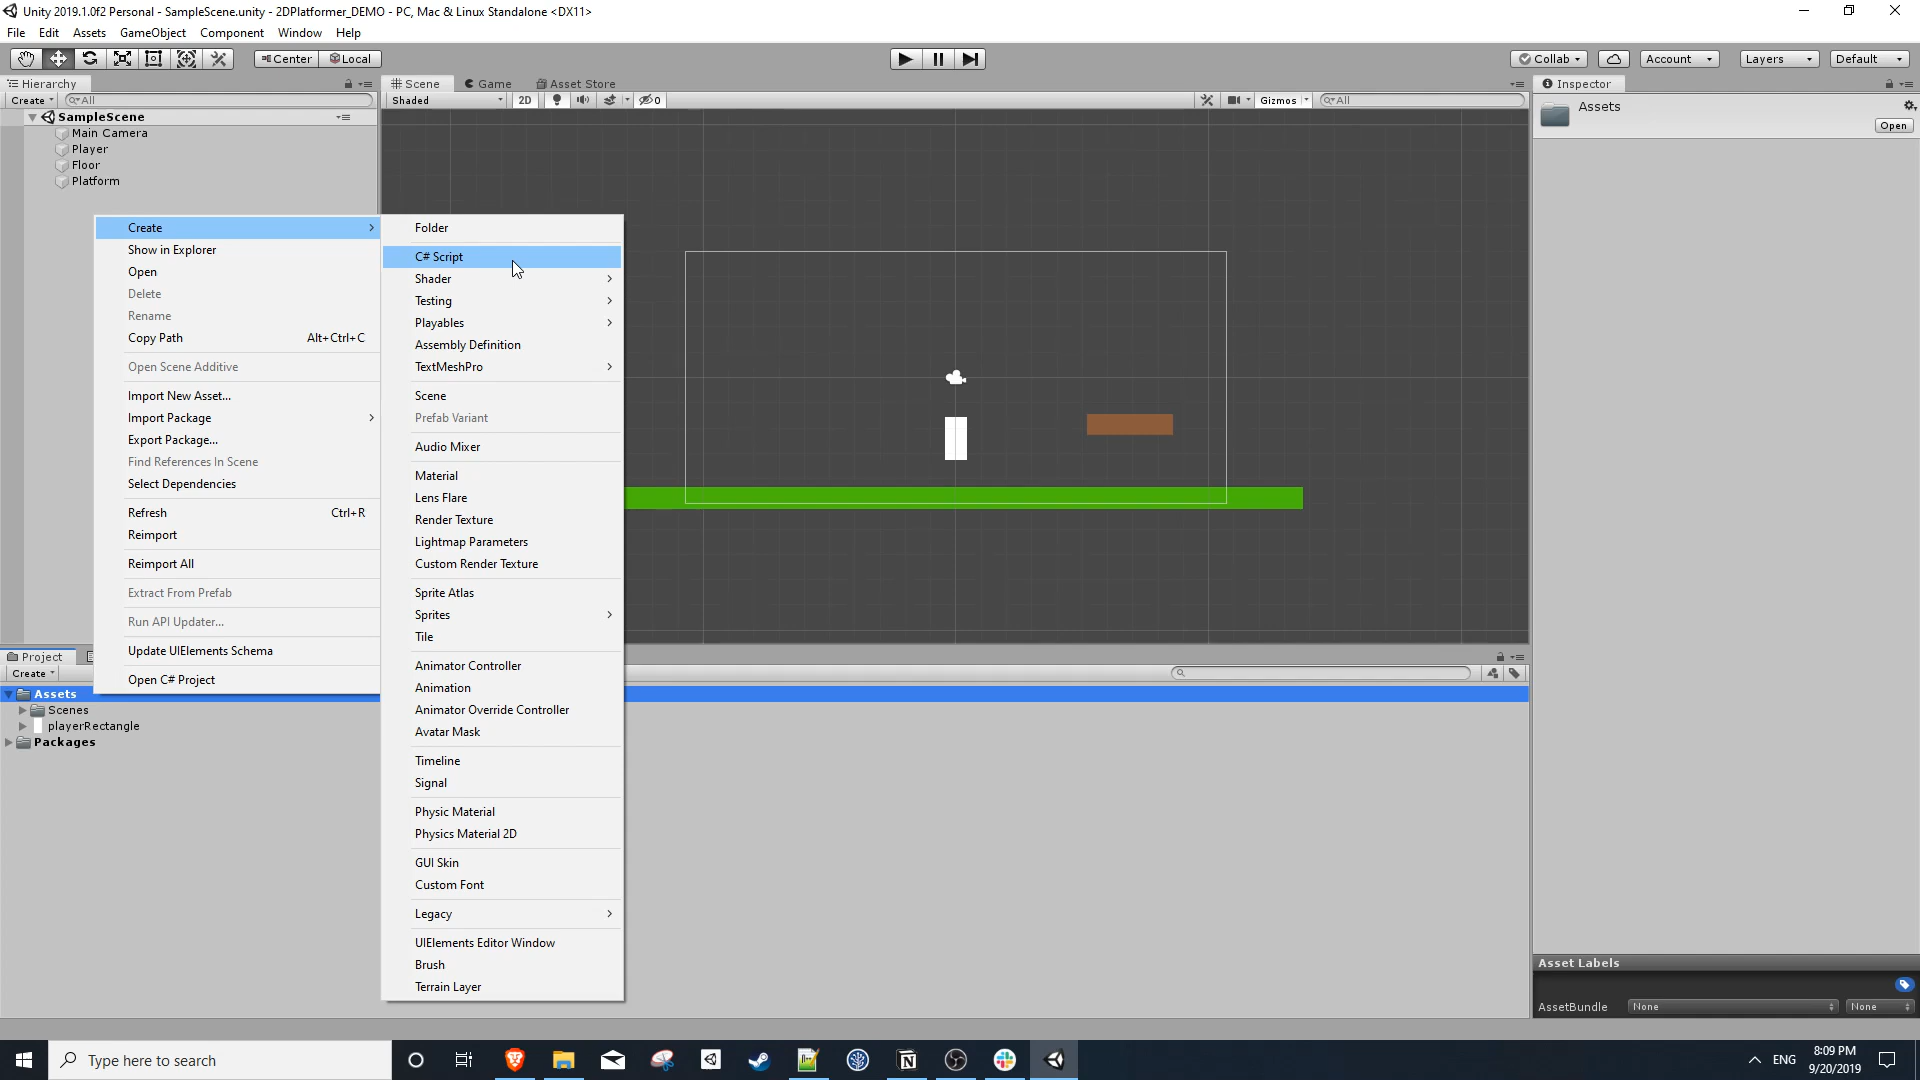 Unity 2019.1.0f2 Personal - SampleScene.unity - 2DPlatformer_DEMO - PC, Mac & Linux Standalone <DX11>
File Edit Assets GameObject Component Window Help
Center Local
Collab Account Layers Default
Hierarchy
Scene Game Asset Store
Inspector
Create All
Shaded 2D 0 Gizmos All
SampleScene
Main Camera
Player
Floor
Platform
Assets
Open
Create
Show in Explorer
Open
Delete
Rename
Copy Path Alt+Ctrl+C
Open Scene Additive
Import New Asset...
Import Package
Export Package...
Find References In Scene
Select Dependencies
Refresh Ctrl+R
Reimport
Reimport All
Extract From Prefab
Run API Updater...
Update UIElements Schema
Open C# Project
Folder
C# Script
Shader
Testing
Playables
Assembly Definition
TextMeshPro
Scene
Prefab Variant
Audio Mixer
Material
Lens Flare
Render Texture
Lightmap Parameters
Custom Render Texture
Sprite Atlas
Sprites
Tile
Animator Controller
Animation
Animator Override Controller
Avatar Mask
Timeline
Signal
Physic Material
Physics Material 2D
GUI Skin
Custom Font
Legacy
UIElements Editor Window
Brush
Terrain Layer
Project
Create
Assets
Scenes
playerRectangle
Packages
Asset Labels
AssetBundle None None
Type here to search
ENG
8:09 PM
9/20/2019